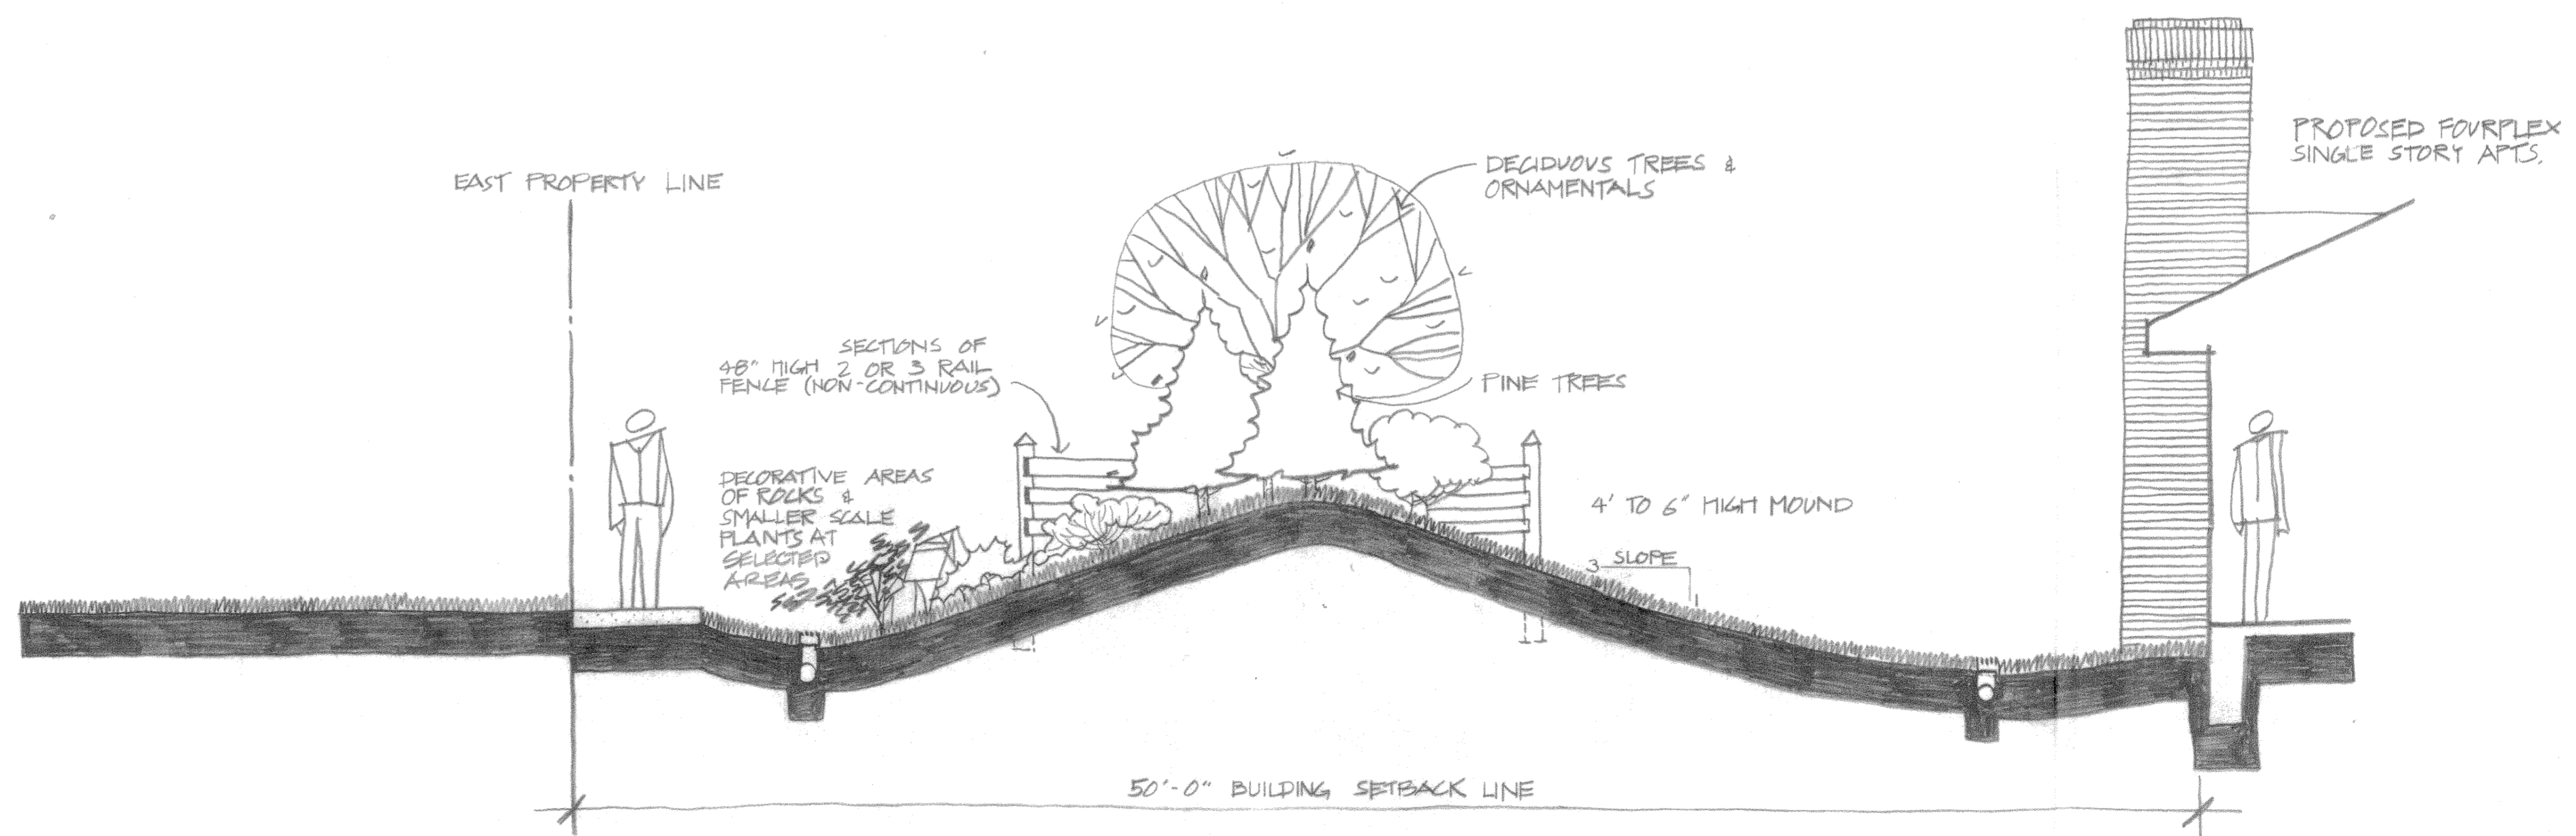 PROPOSED FOURPLEX
SINGLE STORY APTS.
EAST PROPERTY LINE
DECIDUOUS TREES &
ORNAMENTALS
SECTIONS OF
48" HIGH 2 OR 3 RAIL
FENCE (NON-CONTINUOUS)
PINE TREES
DECORATIVE AREAS
OF ROCKS &
SMALLER SCALE
PLANTS AT
SELECTED
AREAS
4' TO 6" HIGH MOUND
SLOPE
3
1
50'-0" BUILDING SETBACK LINE